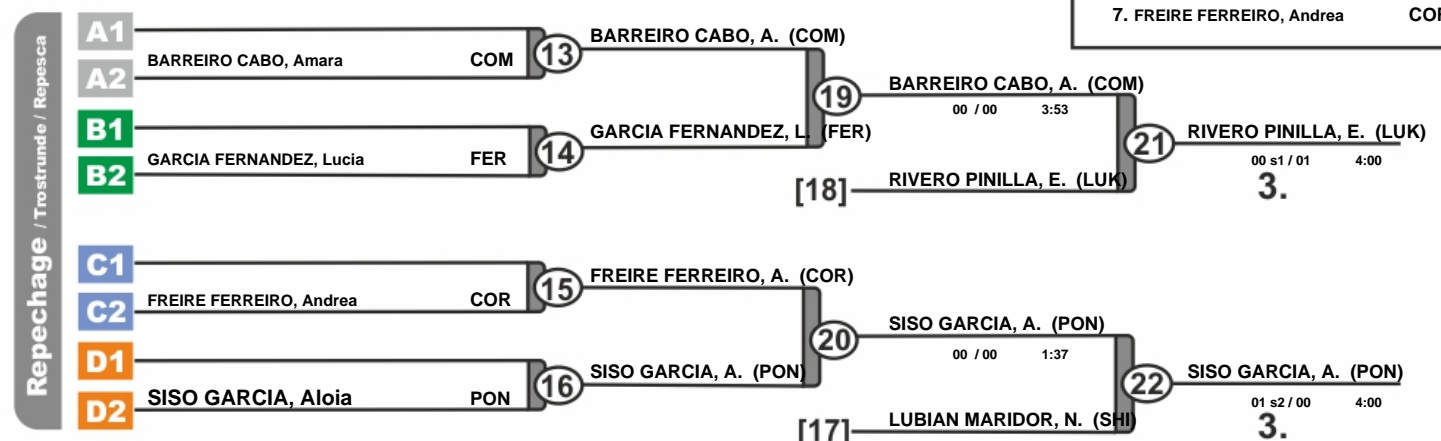 7. FREIRE FERREIRO, Andrea
Repechage / Trostrunde / Repesca
A1
BARREIRO CABO, Amara COM
A2
13
BARREIRO CABO, A. (COM)
B1
GARCIA FERNANDEZ, Lucia FER
B2
14
GARCIA FERNANDEZ, L. (FER)
19
BARREIRO CABO, A. (COM)
00 / 00 3:53
[18]
RIVERO PINILLA, E. (LUK)
21
RIVERO PINILLA, E. (LUK)
00 s1 / 01 4:00
3.
C1
FREIRE FERREIRO, Andrea COR
C2
15
FREIRE FERREIRO, A. (COR)
D1
SISO GARCIA, Aloia PON
D2
16
SISO GARCIA, A. (PON)
20
SISO GARCIA, A. (PON)
00 / 00 1:37
[17]
LUBIAN MARIDOR, N. (SHI)
22
SISO GARCIA, A. (PON)
01 s2 / 00 4:00
3.